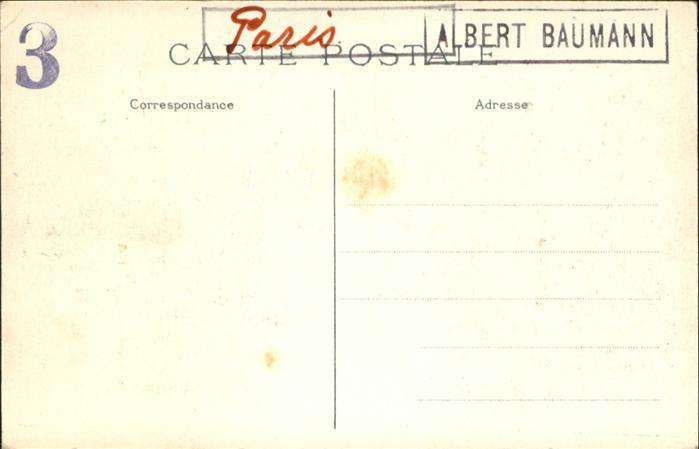 3
Paris
ALBERT BAUMANN
CARTE POSTALE
Correspondance
Adresse